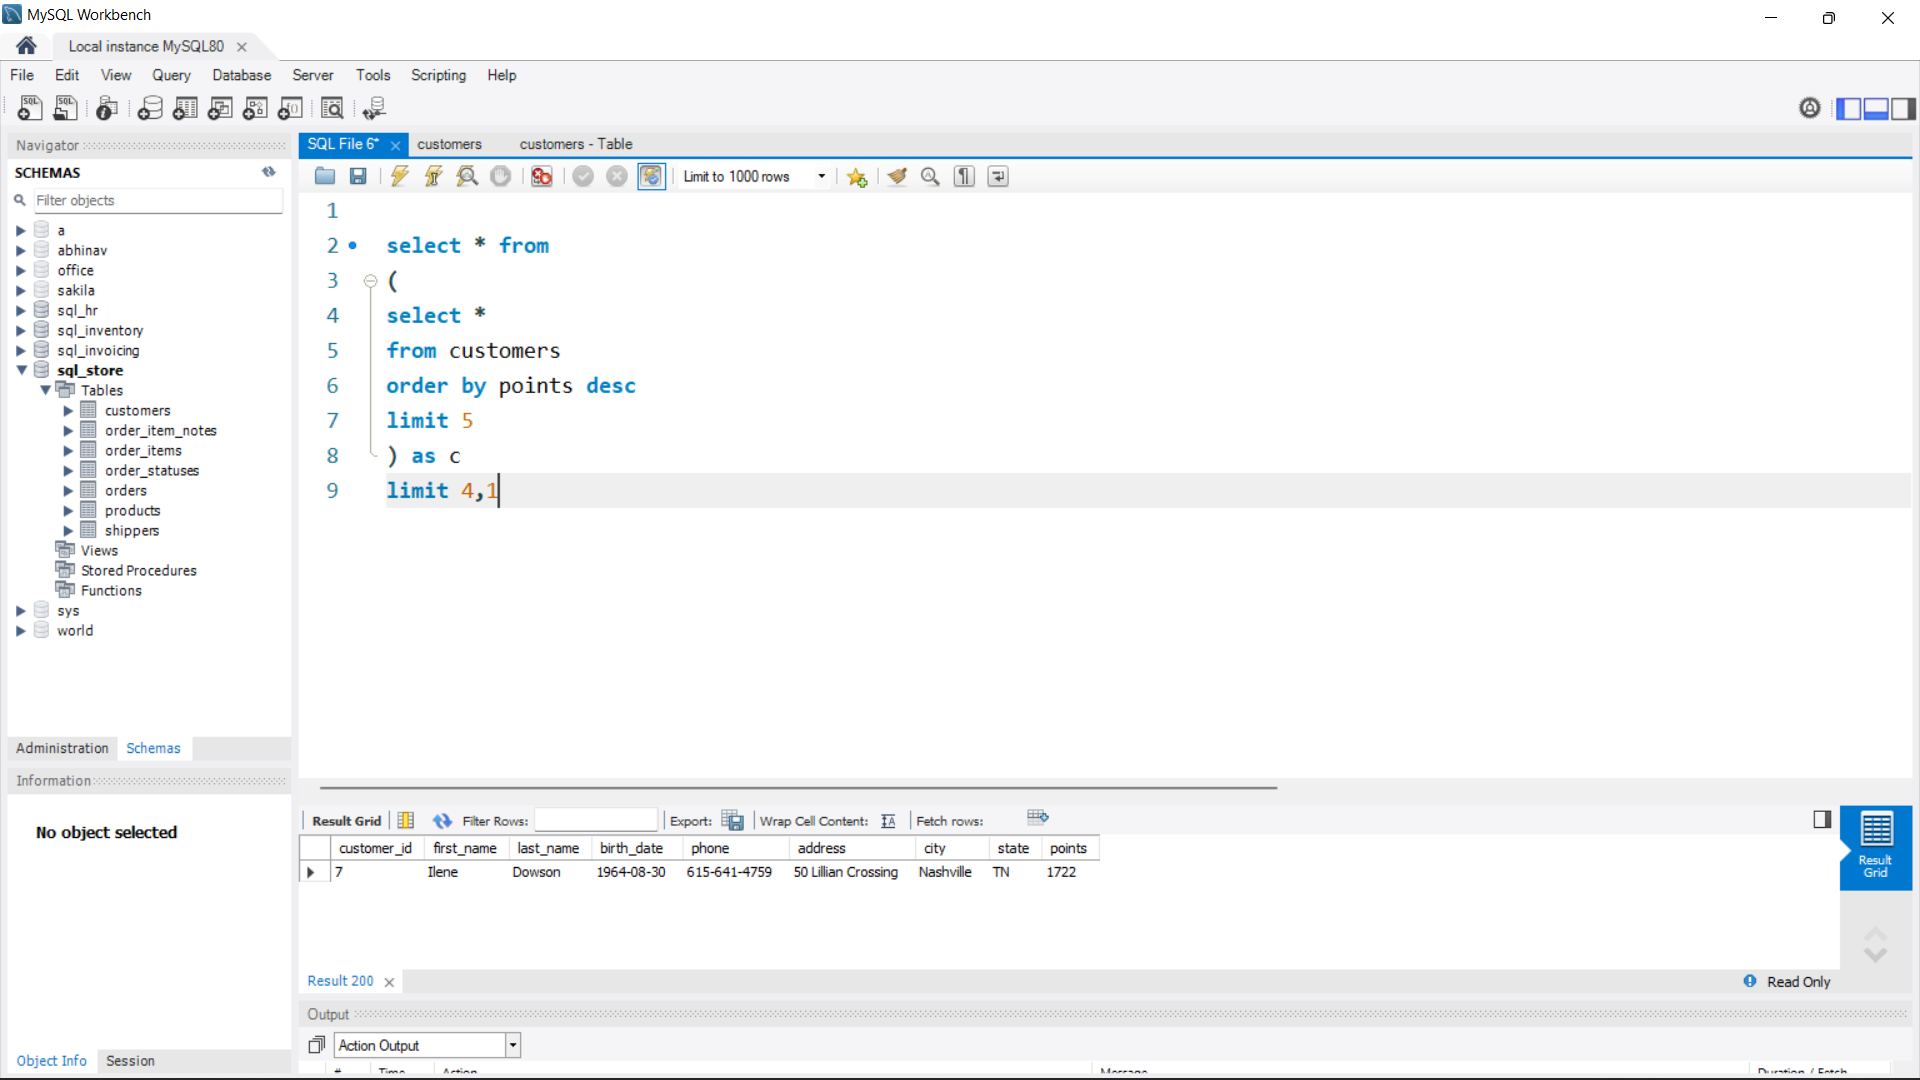 MySQL Workbench
Local instance MySQL80
File Edit View Query Database Server Tools Scripting Help
Navigator
SCHEMAS
Filter objects
a
abhinav
office
sakila
sql_hr
sql_inventory
sql_invoicing
sql_store
Tables
customers
order_item_notes
order_items
order_statuses
orders
products
shippers
Views
Stored Procedures
Functions
sys
world
Administration Schemas
Information
No object selected
Object Info Session
SQL File 6* customers customers - Table
Limit to 1000 rows
1
2 select * from
3 (
4 select *
5 from customers
6 order by points desc
7 limit 5
8 ) as c
9 limit 4,1
Result Grid Filter Rows: Export: Wrap Cell Content: Fetch rows:
customer_id first_name last_name birth_date phone address city state points
7 Ilene Dowson 1964-08-30 615-641-4759 50 Lillian Crossing Nashville TN 1722
Result
Grid
Result 200 Read Only
Output
Action Output
# Time Action Message Duration / Fetch